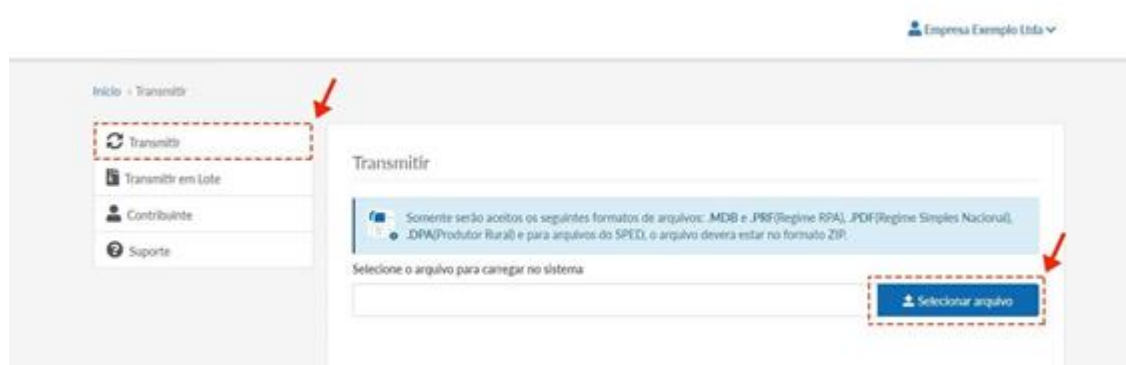 Empresa Exemplo Ltda
Início » Transmitir
Transmitir
Transmitir em Lote
Contribuinte
Suporte
Transmitir
Somente serão aceitos os seguintes formatos de arquivos: .MDB e .PRF(Regime RPA), .PDF(Regime Simples Nacional),
.DPA(Produtor Rural) e para arquivos do SPED, o arquivo devera estar no formato ZIP.
Selecione o arquivo para carregar no sistema
Selecionar arquivo